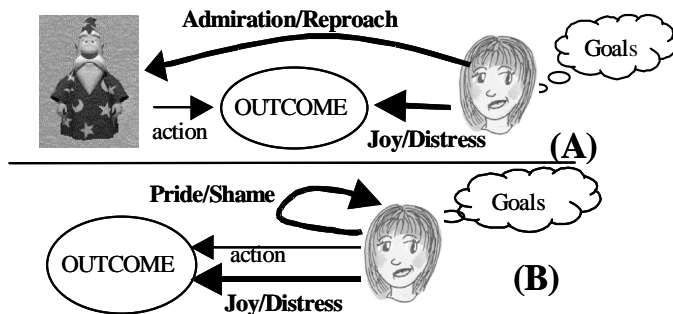 Admiration/Reproach
Goals
OUTCOME
action
Joy/Distress
(A)
Pride/Shame
Goals
OUTCOME
action
(B)
Joy/Distress